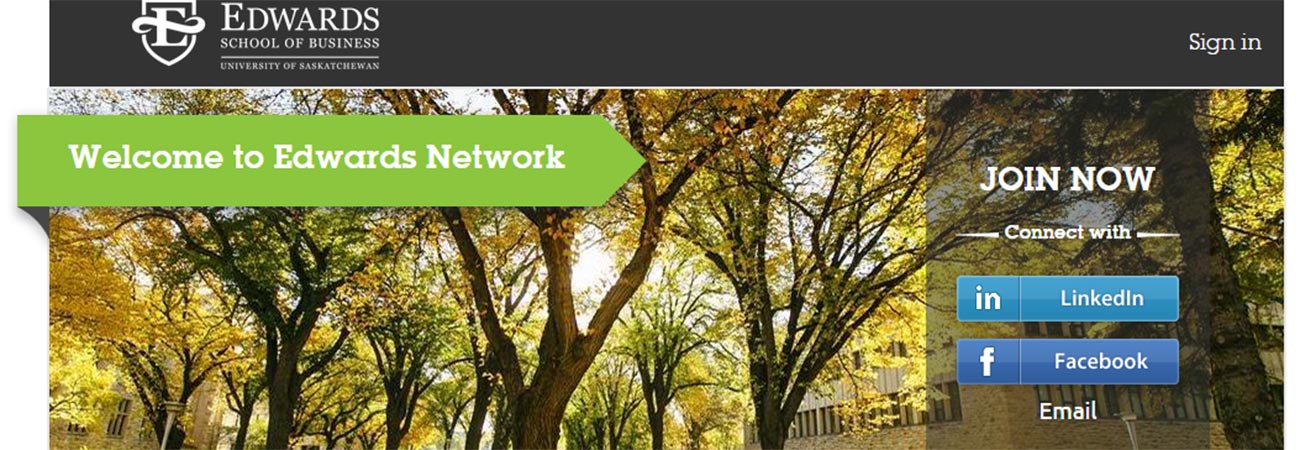 E
EDWARDS
SCHOOL OF BUSINESS
UNIVERSITY OF SASKATCHEWAN
Sign in
Welcome to Edwards Network
JOIN NOW
Connect with
in LinkedIn
f Facebook
Email